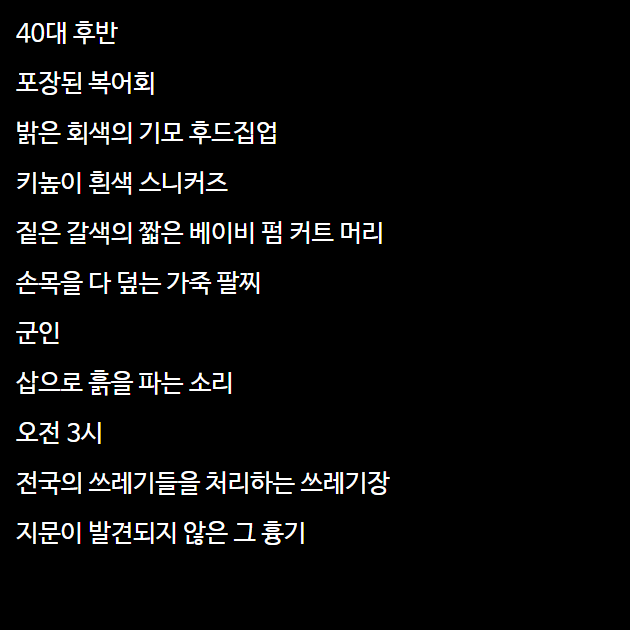 40대 후반
포장된 복어회
밝은 회색의 기모 후드집업
키높이 흰색 스니커즈
짙은 갈색의 짧은 베이비 펌 커트 머리
손목을 다 덮는 가죽 팔찌
군인
삽으로 흙을 파는 소리
오전 3시
전국의 쓰레기들을 처리하는 쓰레기장
지문이 발견되지 않은 그 흉기